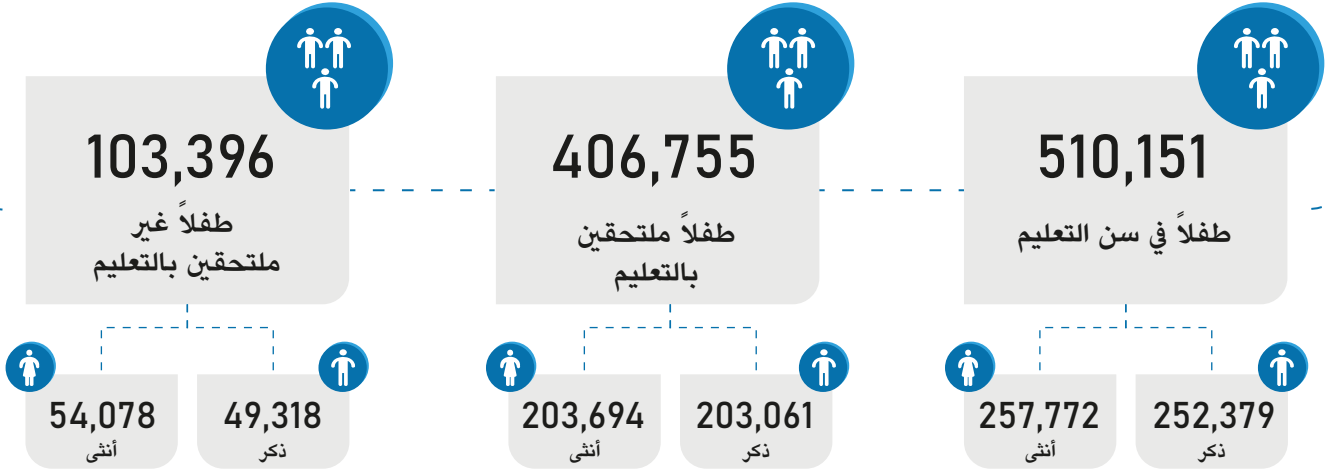 510,151
طفلاً في سن التعليم
252,379
ذكر
257,772
أنثى
406,755
طفلاً ملتحقين
بالتعليم
203,061
ذكر
203,694
أنثى
103,396
طفلاً غير
ملتحقين بالتعليم
49,318
ذكر
54,078
أنثى